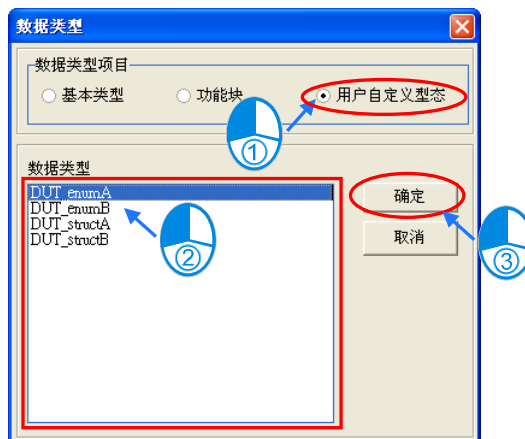 数据类型
数据类型项目
基本类型 功能块 用户自定义型态
①
数据类型
DUT_enumA
DUT_enumB
DUT_structA
DUT_structB
②
确定
取消
③